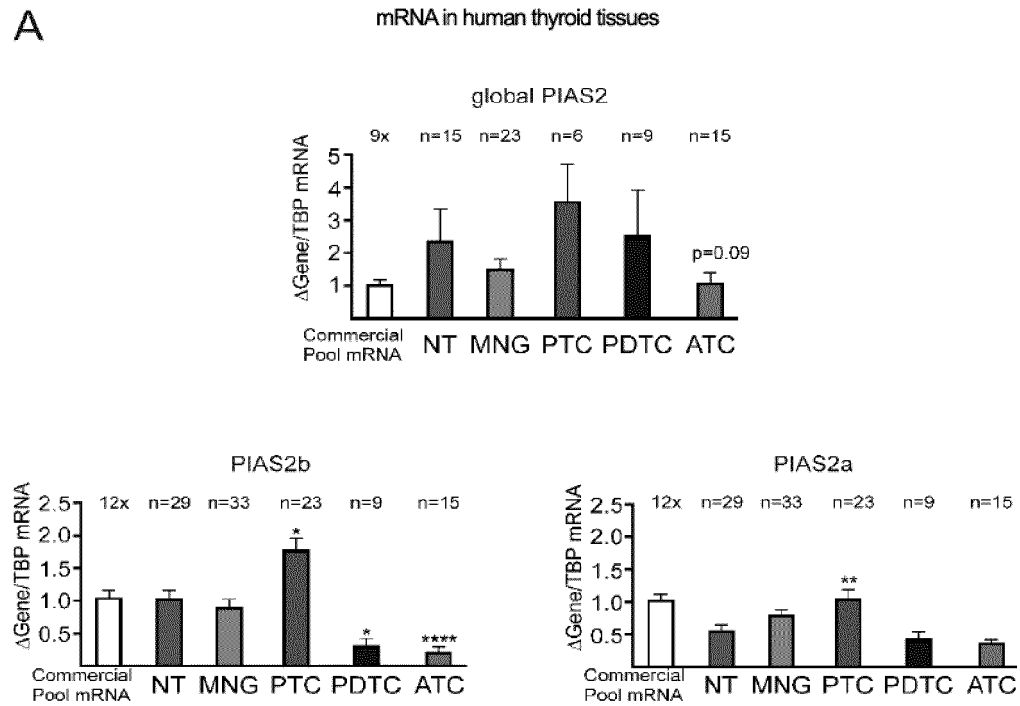 A
mRNA in human thyroid tissues
global PIAS2
9x n=15 n=23 n=6 n=9 n=15
ΔGene/TBP mRNA
5
4
3
2
1
p=0.09
Commercial
Pool mRNA NT MNG PTC PDTC ATC
PIAS2b
12x n=29 n=33 n=23 n=9 n=15
ΔGene/TBP mRNA
2.5
2.0
1.5
1.0
0.5
* * ****
Commercial
Pool mRNA NT MNG PTC PDTC ATC
PIAS2a
12x n=29 n=33 n=23 n=9 n=15
ΔGene/TBP mRNA
2.5
2.0
1.5
1.0
0.5
**
Commercial
Pool mRNA NT MNG PTC PDTC ATC